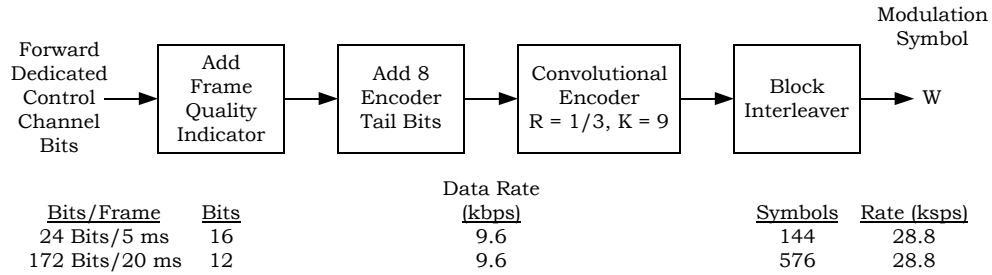 Modulation
Symbol
Forward
Dedicated
Control
Channel
Bits
Add
Frame
Quality
Indicator
Add 8
Encoder
Tail Bits
Convolutional
Encoder
R = 1/3, K = 9
Block
Interleaver
W
Data Rate
Bits/Frame Bits (kbps) Symbols Rate (ksps)
24 Bits/5 ms 16 9.6 144 28.8
172 Bits/20 ms 12 9.6 576 28.8